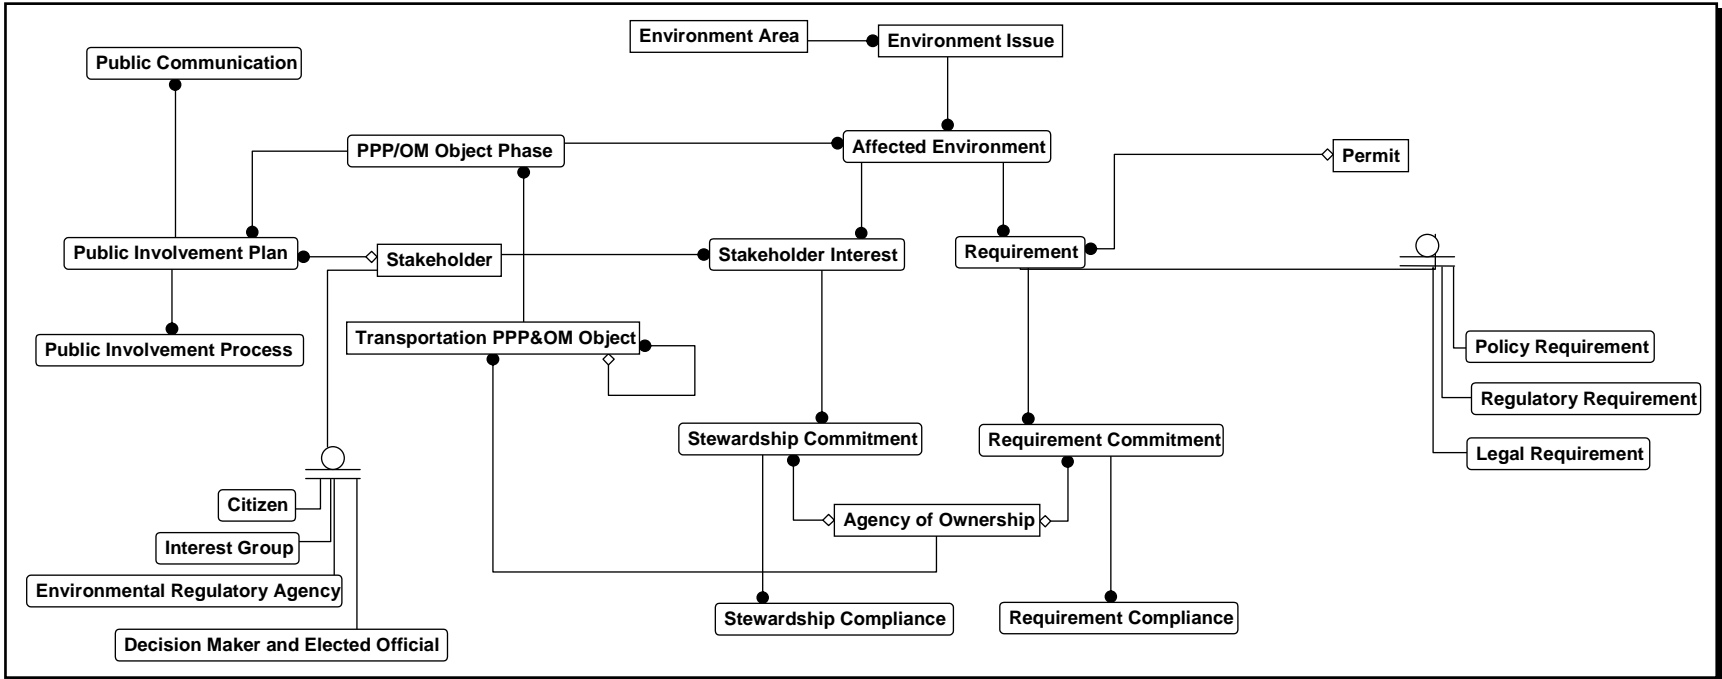 Environment Area
Environment Issue
Public Communication
PPP/OM Object Phase
Affected Environment
Permit
Public Involvement Plan
Stakeholder
Stakeholder Interest
Requirement
Transportation PPP&OM Object
Public Involvement Process
Policy Requirement
Regulatory Requirement
Stewardship Commitment
Requirement Commitment
Legal Requirement
Citizen
Agency of Ownership
Interest Group
Environmental Regulatory Agency
Stewardship Compliance
Requirement Compliance
Decision Maker and Elected Official